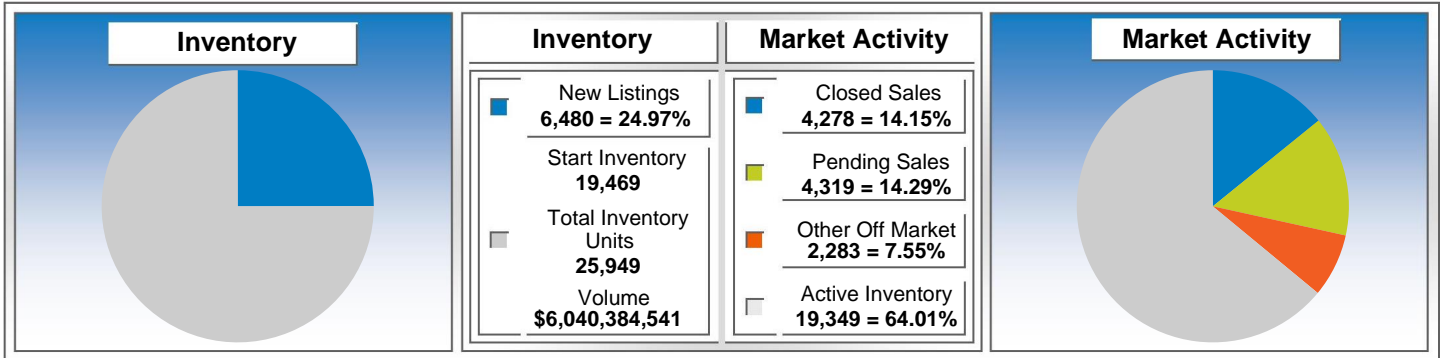 Inventory
Inventory
Market Activity
Market Activity
New Listings
6,480 = 24.97%
Start Inventory
19,469
Total Inventory
Units
25,949
Volume
$6,040,384,541
Closed Sales
4,278 = 14.15%
Pending Sales
4,319 = 14.29%
Other Off Market
2,283 = 7.55%
Active Inventory
19,349 = 64.01%